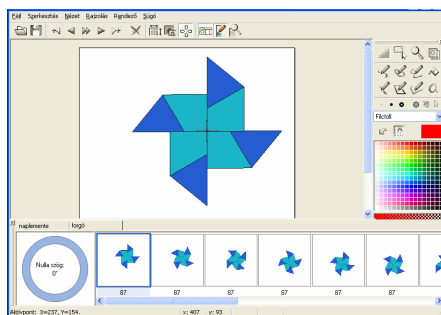 Fájl Szerkesztés Nézet Rajzolás Rendező Súgó
Filctoll
naplemente forgó
Nulla szög:
0°
87 87 87 87 87 87
Aktívpont: X=237, Y=154. x: 407 y: 93